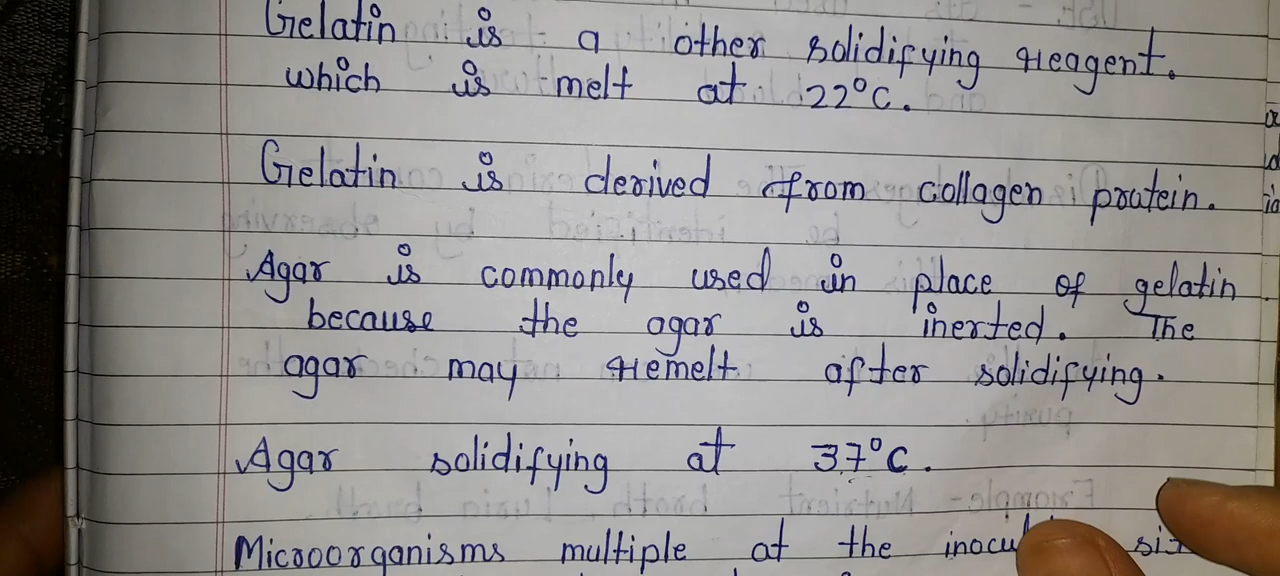 Gelatin is a other solidifying reagent.
which is melt at 22°C.
Gelatin is derived from collagen protein.
Agar is commonly used in place of gelatin
because the agar is inerted. The
agar may remelt after solidifying.
Agar solidifying at 37°C.
Microorganisms multiple at the